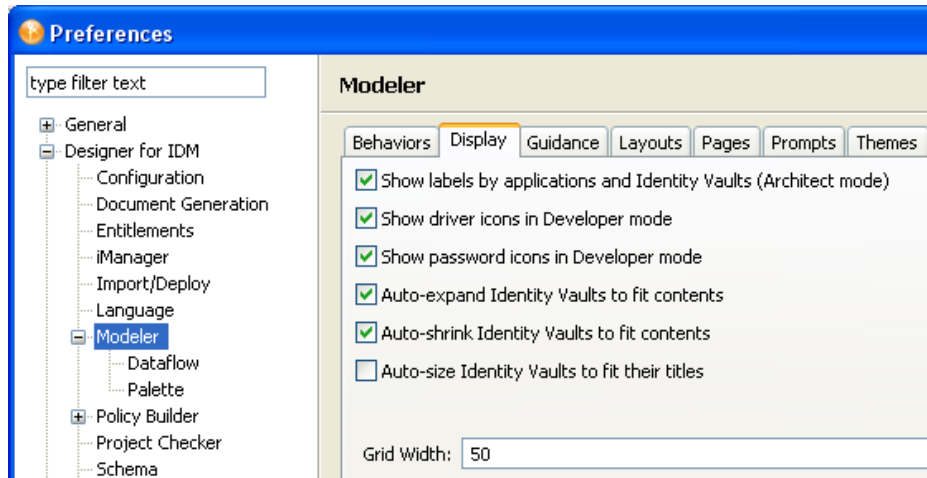 Preferences
type filter text
General
Designer for IDM
Configuration
Document Generation
Entitlements
iManager
Import/Deploy
Language
Modeler
Dataflow
Palette
Policy Builder
Project Checker
Schema
Modeler
Behaviors Display Guidance Layouts Pages Prompts Themes
Show labels by applications and Identity Vaults (Architect mode)
Show driver icons in Developer mode
Show password icons in Developer mode
Auto-expand Identity Vaults to fit contents
Auto-shrink Identity Vaults to fit contents
Auto-size Identity Vaults to fit their titles
Grid Width: 50